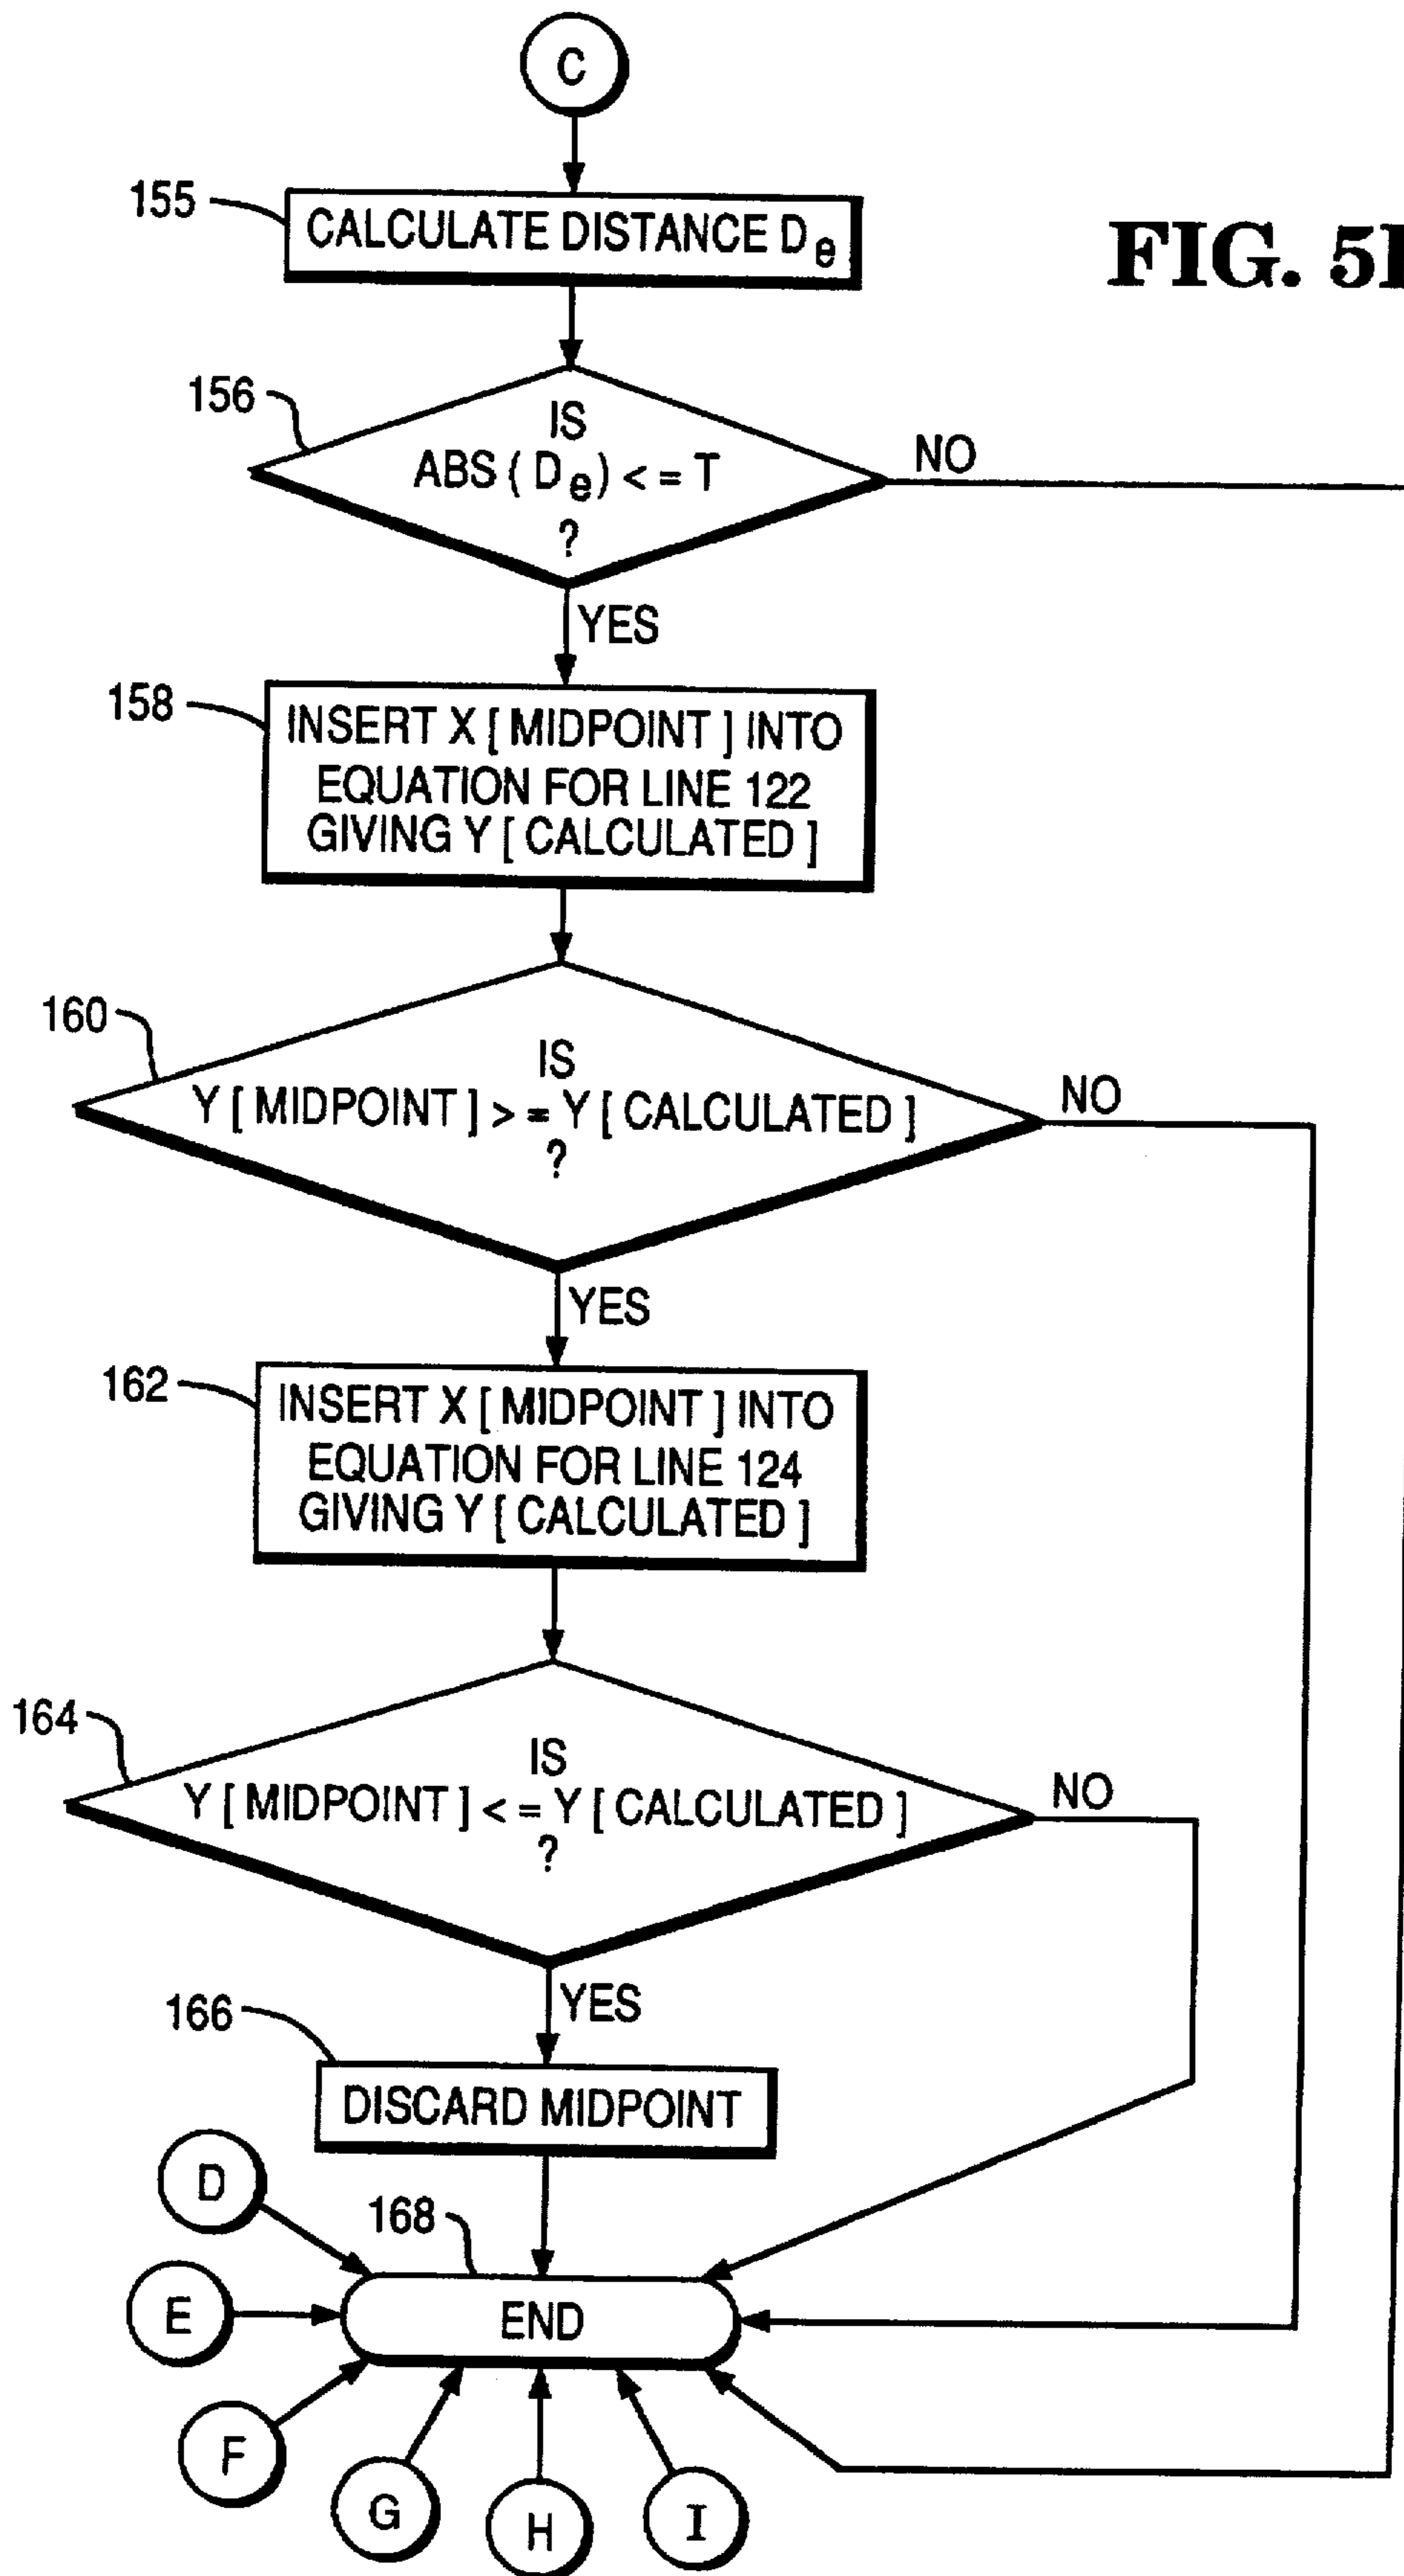 C
155
CALCULATE DISTANCE De
FIG. 5
156
IS
ABS ( De ) < = T
?
NO
YES
158
INSERT X [ MIDPOINT ] INTO
EQUATION FOR LINE 122
GIVING Y [ CALCULATED ]
160
IS
Y [ MIDPOINT ] > = Y [ CALCULATED ]
?
NO
YES
162
INSERT X [ MIDPOINT ] INTO
EQUATION FOR LINE 124
GIVING Y [ CALCULATED ]
164
IS
Y [ MIDPOINT ] < = Y [ CALCULATED ]
?
NO
YES
166
DISCARD MIDPOINT
D
168
E
END
F
G
H
I